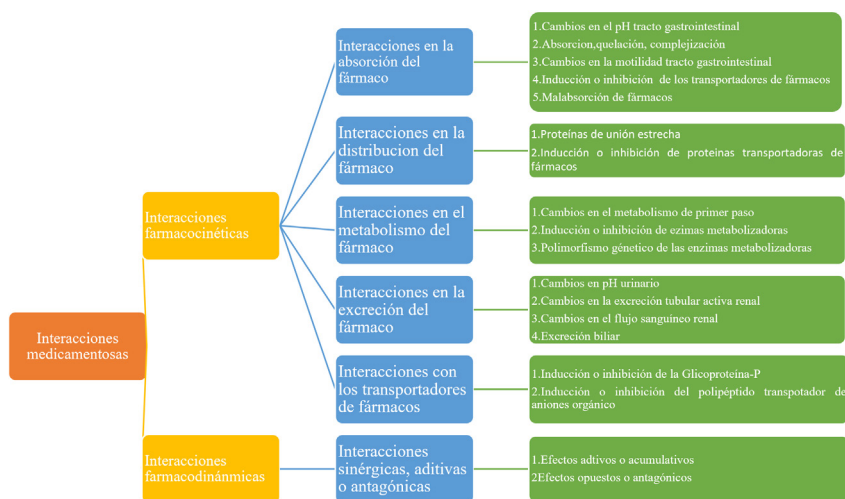 Interacciones
medicamentosas
Interacciones
farmacocinéticas
Interacciones en la
absorción del
fármaco
1.Cambios en el pH tracto gastrointestinal
2.Absorcion,quelación, complejización
3.Cambios en la motilidad tracto gastrointestinal
4.Inducción o inhibición de los transportadores de fármacos
5.Malabsorción de fármacos
Interacciones en la
distribucion del
fármaco
1.Proteínas de unión estrecha
2.Inducción o inhibición de proteinas transportadoras de
fármacos
Interacciones en el
metabolismo del
fármaco
1.Cambios en el metabolismo de primer paso
2.Inducción o inhibición de ezimas metabolizadoras
3.Polimorfismo génetico de las enzimas metabolizadoras
Interacciones en la
excreción del
fármaco
1.Cambios en pH urinario
2.Cambios en la excreción tubular activa renal
3.Cambios en el flujo sanguíneo renal
4.Excreción biliar
Interacciones con
los transportadores
de fármacos
1.Inducción o inhibición de la Glicoproteína-P
2.Inducción o inhibición del polipéptido transpotador de
aniones orgánico
Interacciones
farmacodinánmicas
Interacciones
sinérgicas, aditivas
o antagónicas
1.Efectos adtivos o acumulativos
2Efectos opuestos o antagónicos